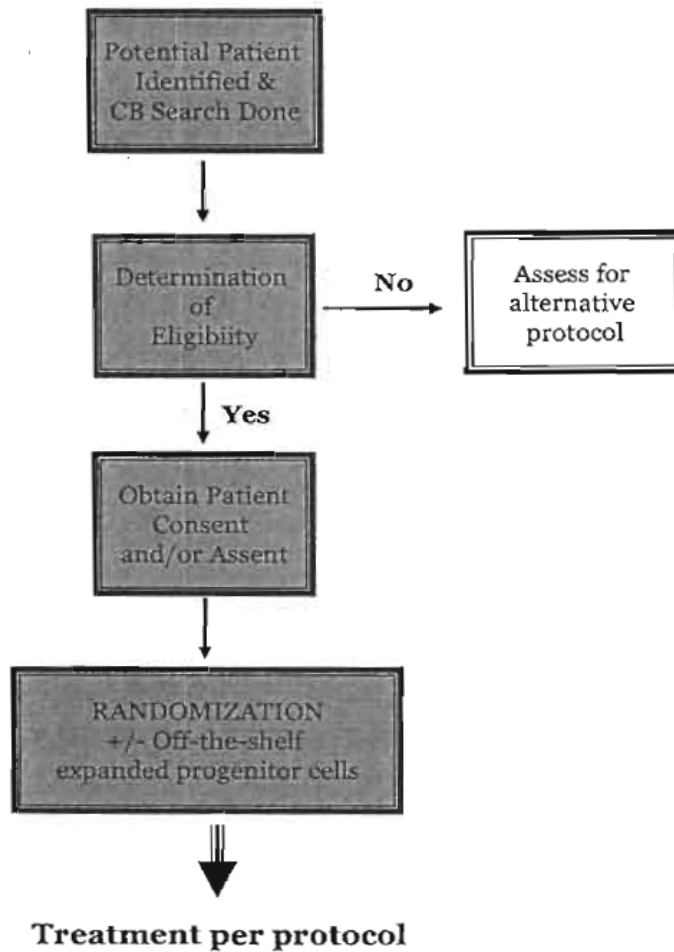 Potential Patient
Identified &
CB Search Done
Determination
of
Eligibiity
No
Assess for
alternative
protocol
Yes
Obtain Patient
Consent
and/or Assent
RANDOMIZATION
+/- Off-the-shelf
expanded progenitor cells
Treatment per protocol